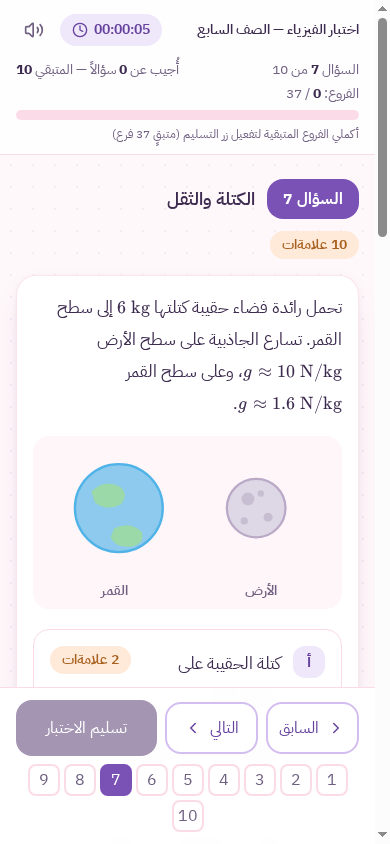 اختبار الفيزياء — الصف السابع
00:00:05
السؤال 7 من 10
أُجيب عن 0 سؤالاً — المتبقي 10
الفروع: 0 / 37
أكملي الفروع المتبقية لتفعيل زر التسليم (متبقٍ 37 فرع)
السؤال 7
الكتلة والثقل
10 علامات
تحمل رائدة فضاء حقيبة كتلتها 6 kg إلى سطح
القمر. تسارع الجاذبية على سطح الأرض
g ≈ 10 N/kg، وعلى سطح القمر
g ≈ 1.6 N/kg.
الأرض
القمر
أ
كتلة الحقيبة على
2 علامات
السابق
التالي
تسليم الاختبار
1 2 3 4 5 6 7 8 9
10